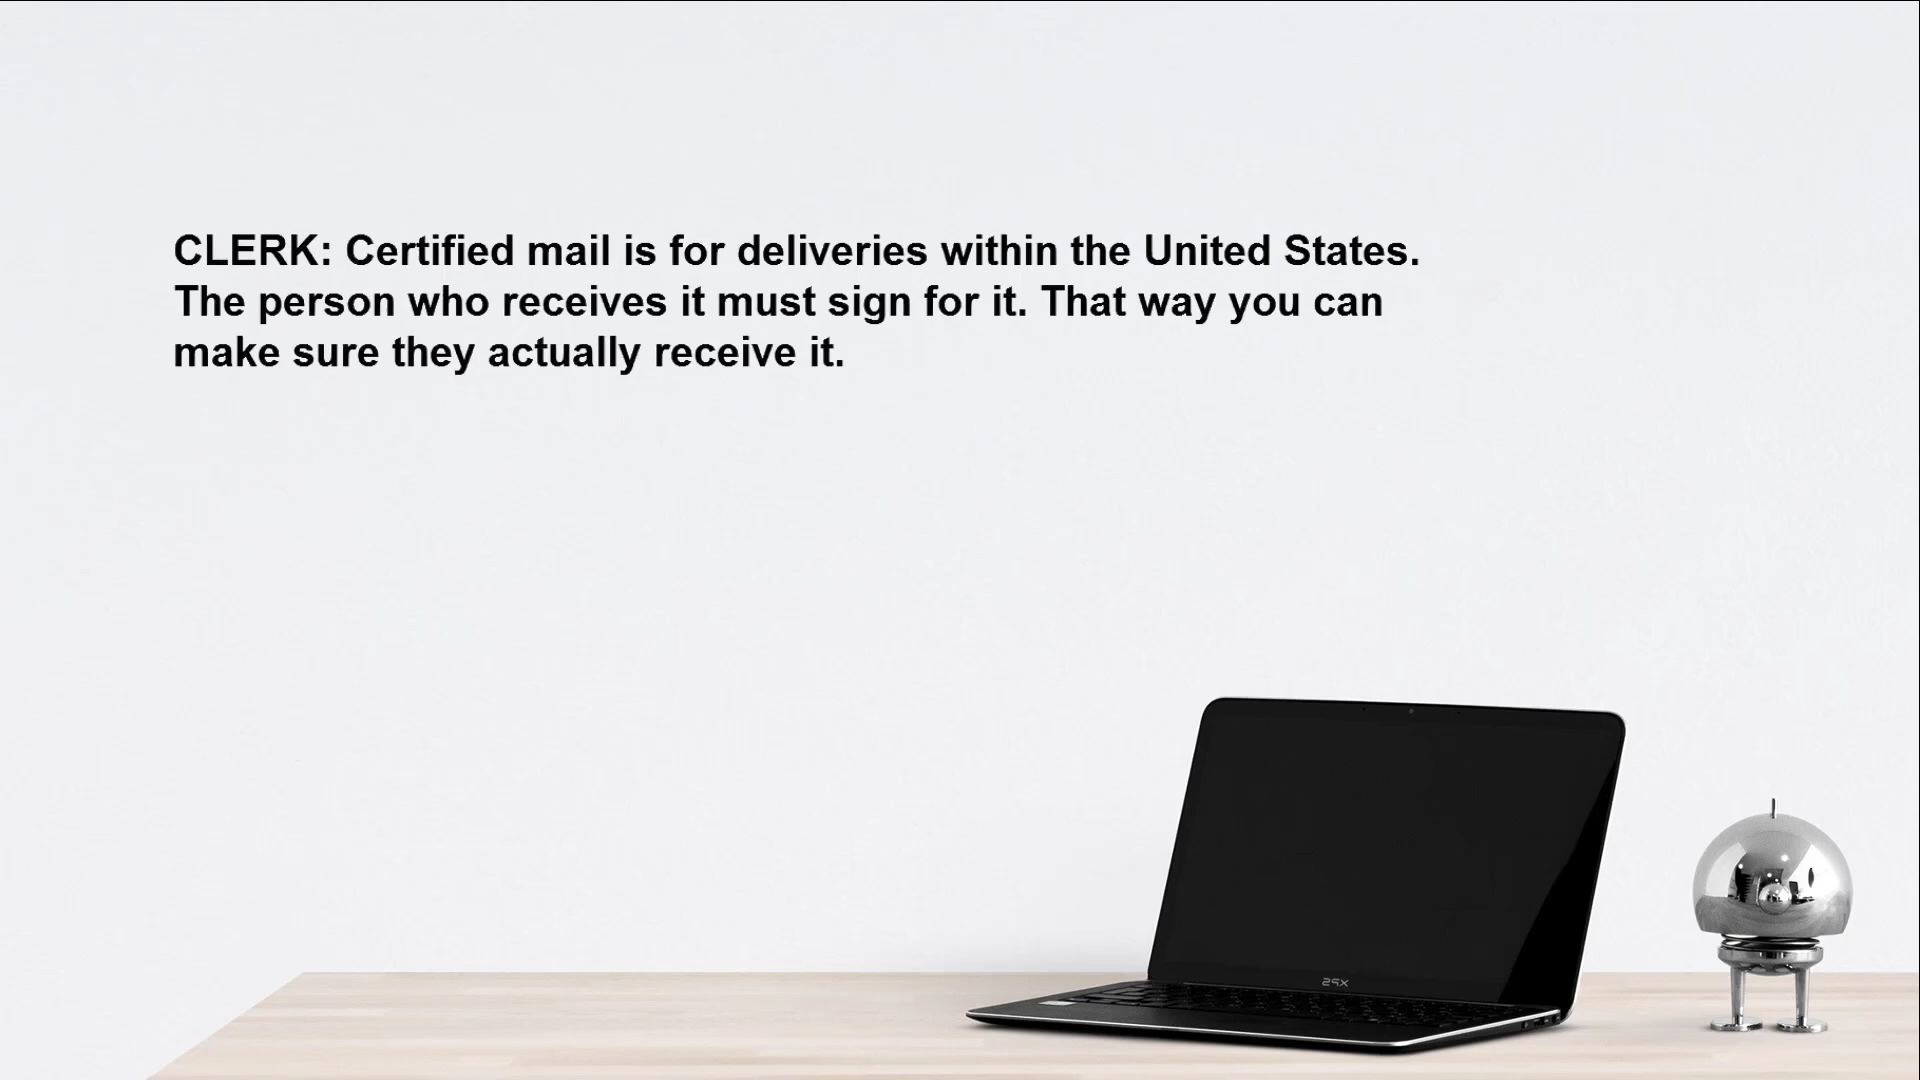 CLERK: Certified mail is for deliveries within the United States.
The person who receives it must sign for it. That way you can
make sure they actually receive it.
XPS